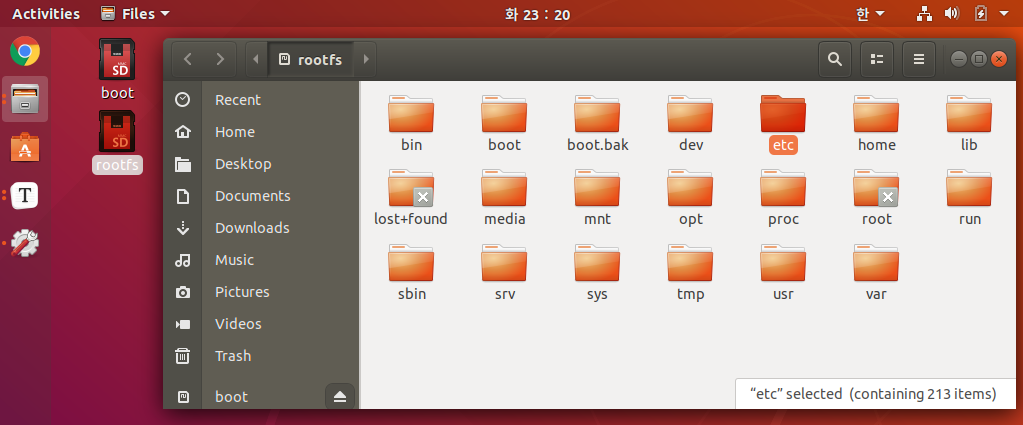 Activities Files 화 23 : 20 한
rootfs
boot
rootfs
Recent
Home
Desktop
Documents
Downloads
Music
Pictures
Videos
Trash
boot
bin boot boot.bak dev etc home lib
lost+found media mnt opt proc root run
sbin srv sys tmp usr var
“etc” selected (containing 213 items)
SD
SD
T